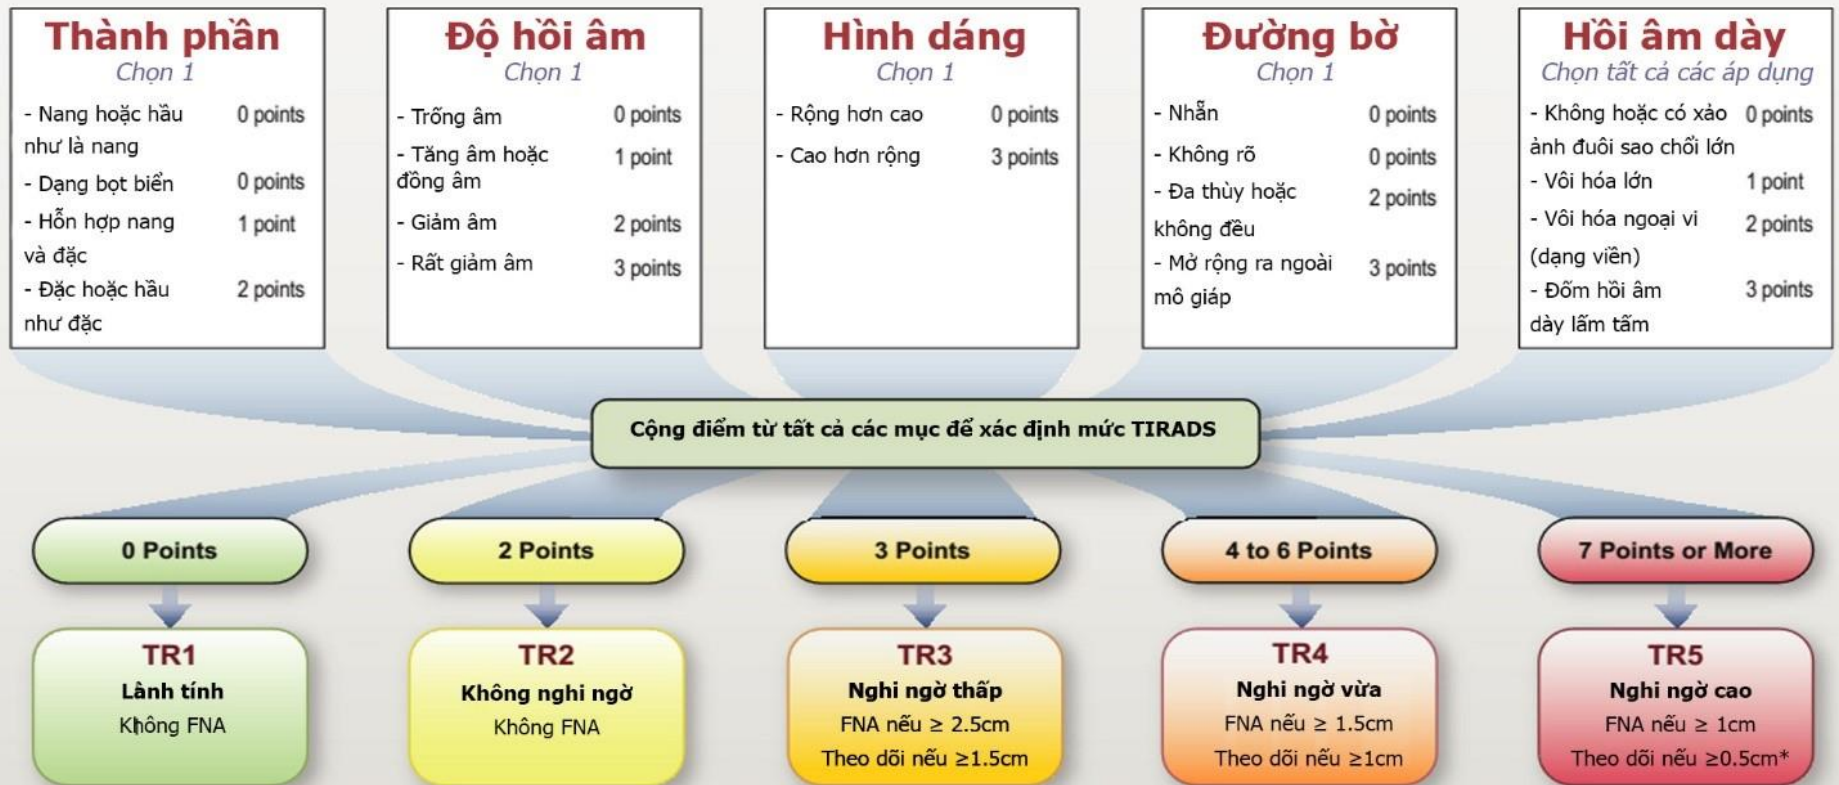 Thành phần
Chọn 1
- Nang hoặc hầu 0 points
như là nang
- Dạng bọt biển 0 points
- Hỗn hợp nang 1 point
và đặc
- Đặc hoặc hầu 2 points
như đặc
Độ hồi âm
Chọn 1
- Trống âm 0 points
- Tăng âm hoặc 1 point
đồng âm
- Giảm âm 2 points
- Rất giảm âm 3 points
Hình dáng
Chọn 1
- Rộng hơn cao 0 points
- Cao hơn rộng 3 points
Đường bờ
Chọn 1
- Nhẵn 0 points
- Không rõ 0 points
- Đa thùy hoặc 2 points
không đều
- Mở rộng ra ngoài 3 points
mô giáp
Hồi âm dày
Chọn tất cả các áp dụng
- Không hoặc có xảo 0 points
ảnh đuôi sao chổi lớn
- Vôi hóa lớn 1 point
- Vôi hóa ngoại vi 2 points
(dạng viền)
- Đốm hồi âm 3 points
dày lấm tấm
Cộng điểm từ tất cả các mục để xác định mức TIRADS
0 Points
2 Points
3 Points
4 to 6 Points
7 Points or More
TR1
Lành tính
Không FNA
TR2
Không nghi ngờ
Không FNA
TR3
Nghi ngờ thấp
FNA nếu ≥ 2.5cm
Theo dõi nếu ≥1.5cm
TR4
Nghi ngờ vừa
FNA nếu ≥ 1.5cm
Theo dõi nếu ≥1cm
TR5
Nghi ngờ cao
FNA nếu ≥ 1cm
Theo dõi nếu ≥0.5cm*